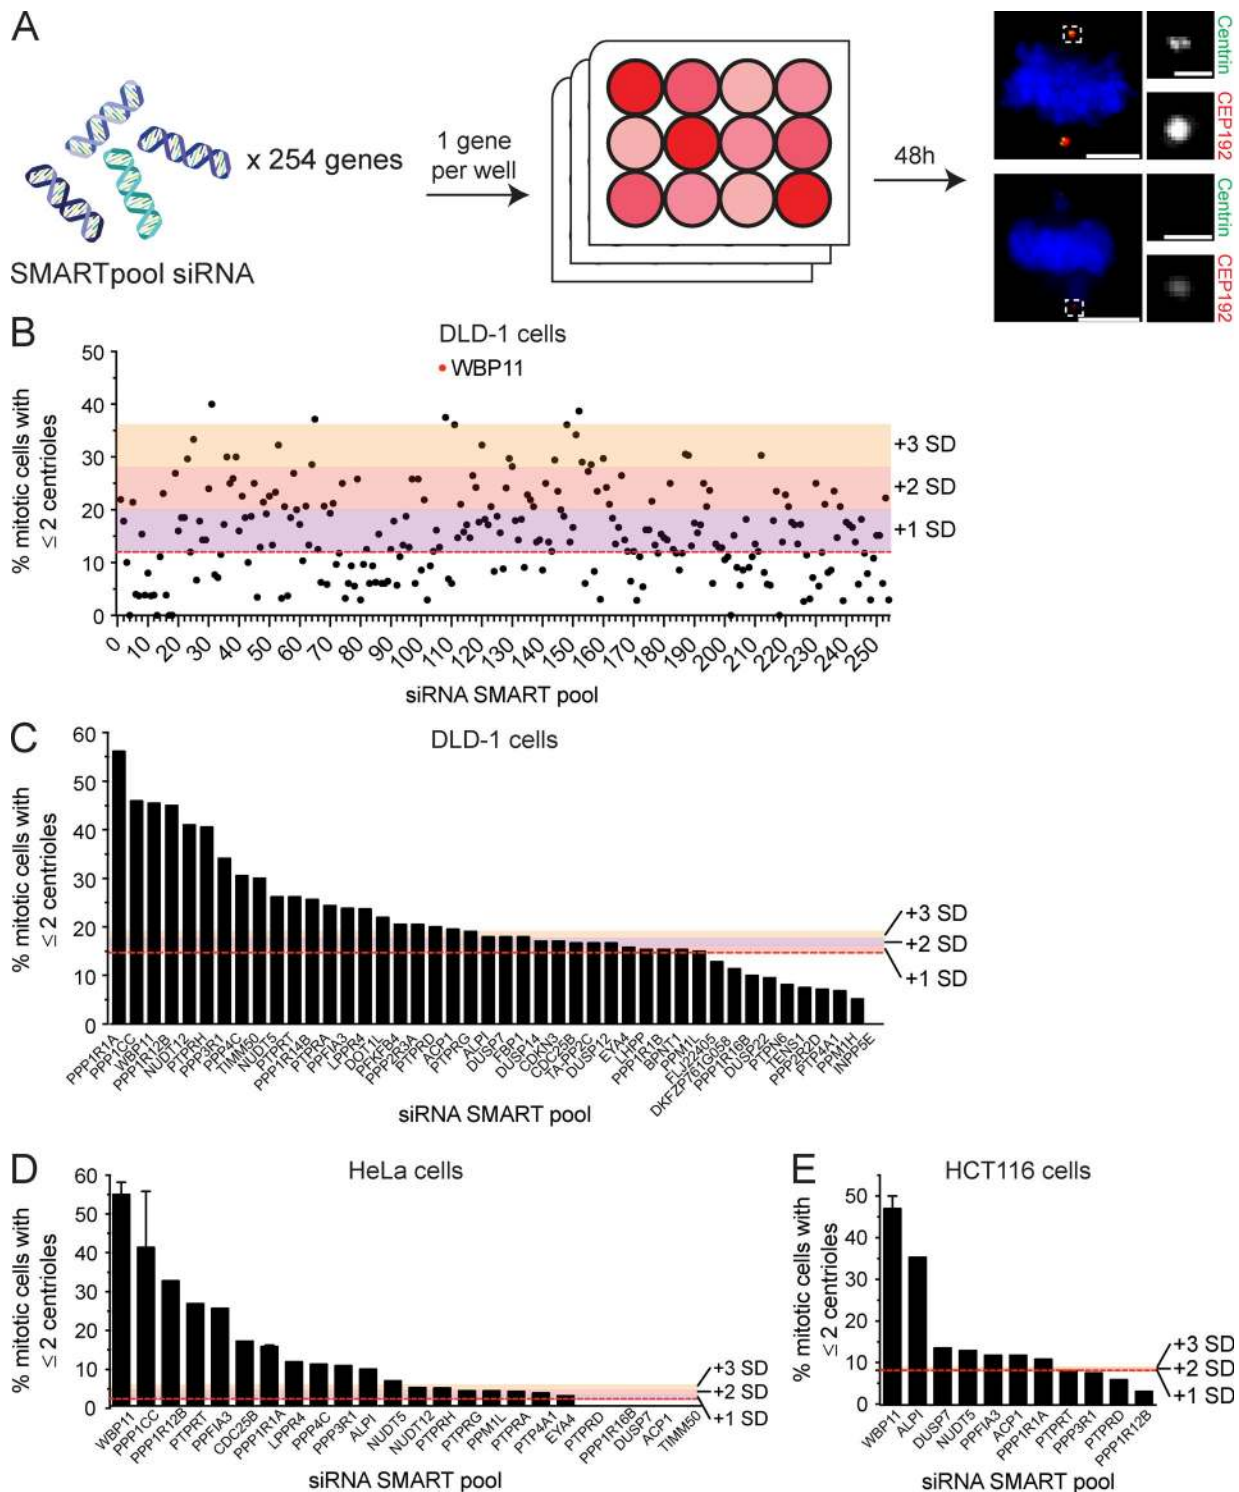 A
x 254 genes
SMARTpool siRNA
1 gene
per well
48h
Centrin
CEP192
Centrin
CEP192
B
DLD-1 cells
WBP11
% mitotic cells with
≤ 2 centrioles
50
40
30
20
10
0
+3 SD
+2 SD
+1 SD
0 10 20 30 40 50 60 70 80 90 100 110 120 130 140 150 160 170 180 190 200 210 220 230 240 250
siRNA SMART pool
C
DLD-1 cells
% mitotic cells with
≤ 2 centrioles
60
50
40
30
20
10
0
+3 SD
+2 SD
+1 SD
PPP1R1A
PPP1CC
WBP11
PPP1R12B
NUDT12
PTPRH
PPP3R1
PPP4C
TIMM50
NUDT5
PTPRT
PPP1R14B
PTPRA
PPFIA3
LPPR4
DOT1L
PFKFB4
PPP2R3A
PTPRD
ACP1
PTPRG
ALPI
DUSP7
FBP1
DUSP14
CDKN3
CDC25B
TA-PP2C
DUSP12
EYA4
LHPP
PPP1R1B
BPNT1
PPM1L
FLJ22405
DKFZP761G058
PPP1R16B
DUSP22
PTPN6
TENS1
PPP2R2D
PTP4A1
PPM1H
INPP5E
siRNA SMART pool
D
HeLa cells
% mitotic cells with
≤ 2 centrioles
60
50
40
30
20
10
0
+3 SD
+2 SD
+1 SD
WBP11
PPP1CC
PPP1R12B
PTPRT
PPFIA3
CDC25B
PPP1R1A
LPPR4
PPP4C
PPP3R1
ALPI
NUDT5
NUDT12
PTPRH
PTPRG
PPM1L
PTPRA
PTP4A1
EYA4
PTPRD
PPP1R16B
DUSP7
ACP1
TIMM50
siRNA SMART pool
E
HCT116 cells
% mitotic cells with
≤ 2 centrioles
50
40
30
20
10
0
+3 SD
+2 SD
+1 SD
WBP11
ALPI
DUSP7
NUDT5
PPFIA3
ACP1
PPP1R1A
PTPRT
PPP3R1
PTPRD
PPP1R12B
siRNA SMART pool